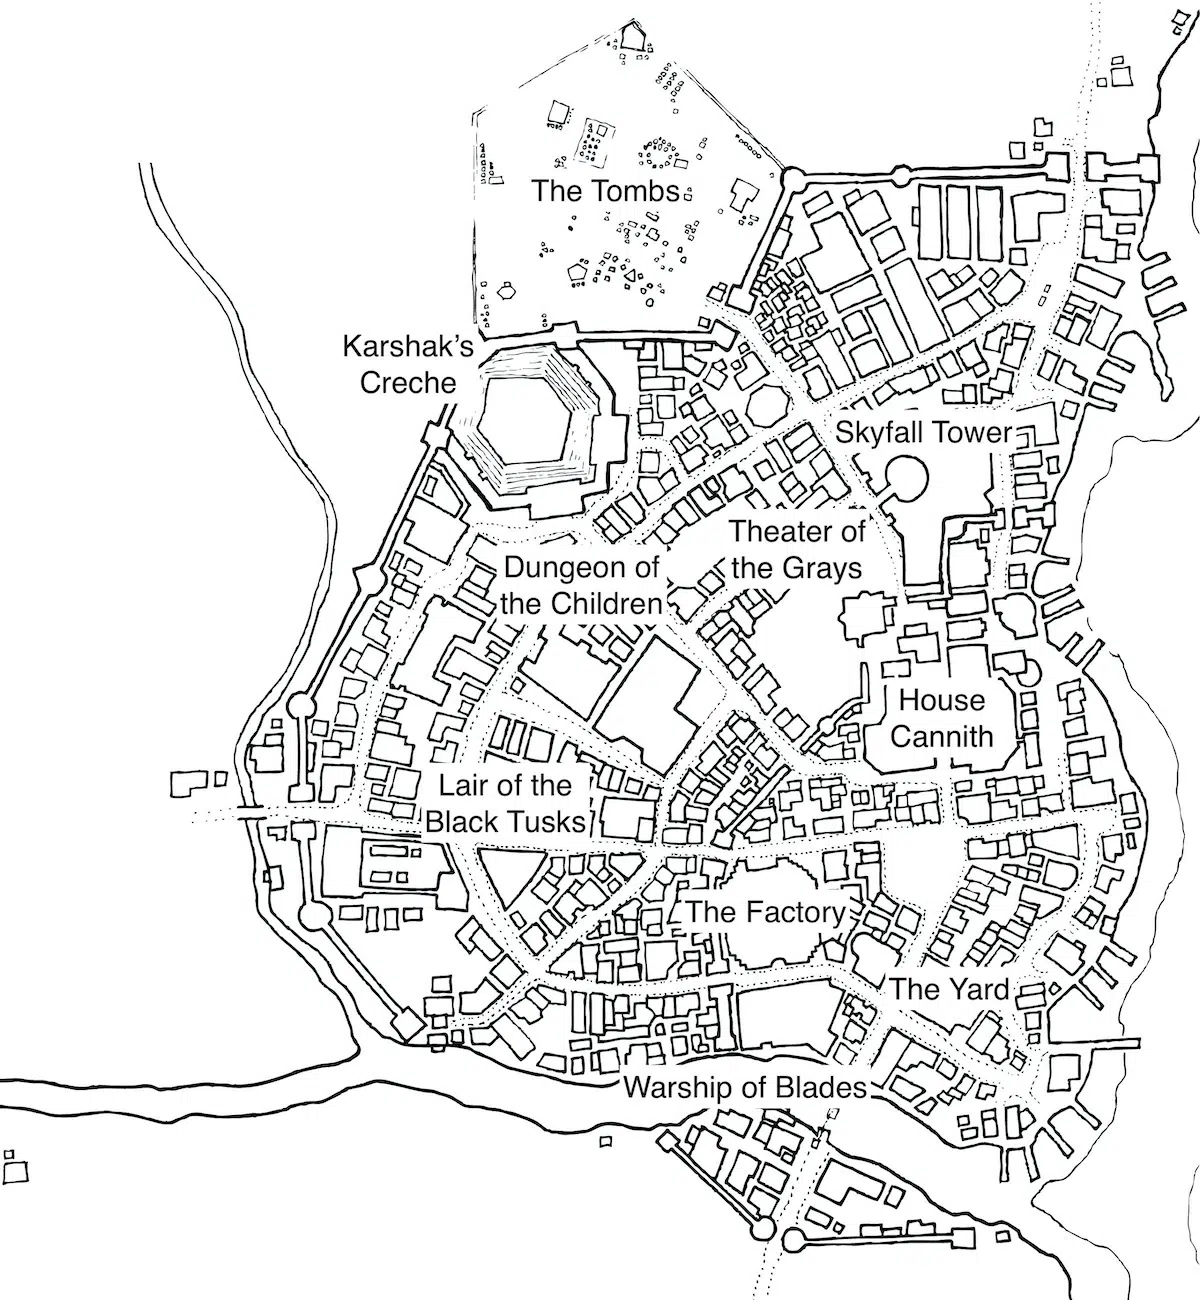 The Tombs
Karshak's
Creche
Skyfall Tower
Theater of
the Grays
Dungeon of
the Children
House
Cannith
Lair of the
Black Tusks
The Factory
The Yard
Warship of Blades